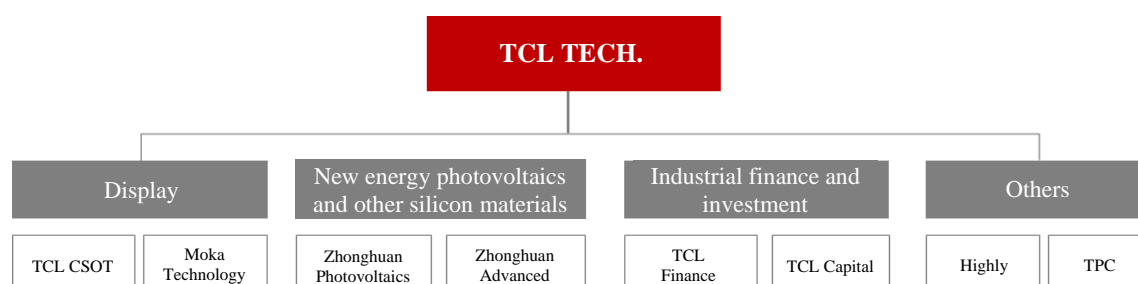 TCL TECH.
Display
New energy photovoltaics
and other silicon materials
Industrial finance and
investment
Others
TCL CSOT
Moka
Technology
Zhonghuan
Photovoltaics
Zhonghuan
Advanced
TCL
Finance
TCL Capital
Highly
TPC